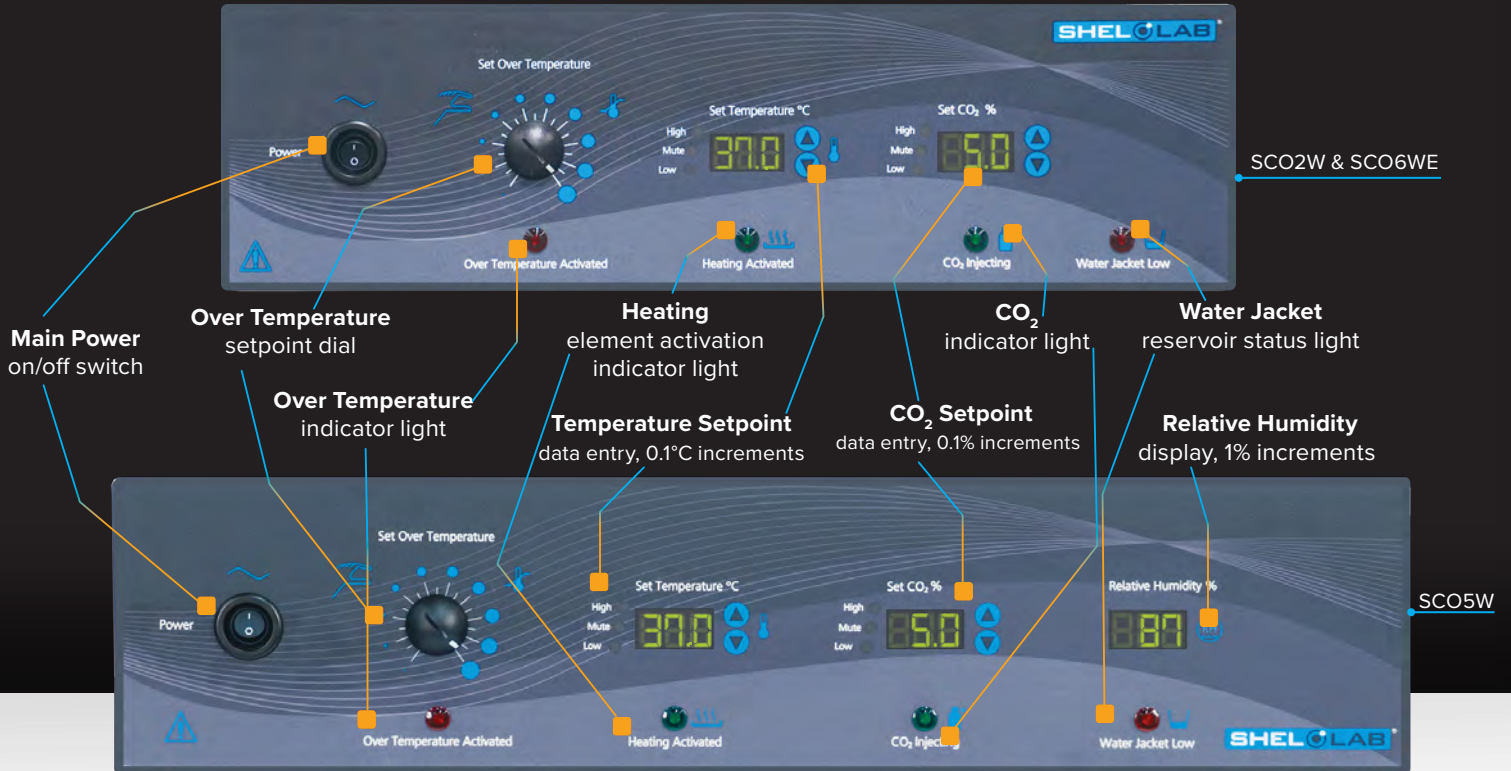 SHEL LAB®
Set Over Temperature
Set Temperature °C
Set CO₂ %
Power
I
O
High
Mute
Low
37.0
High
Mute
Low
5.0
SCO2W & SCO6WE
Over Temperature Activated
Heating Activated
CO₂ Injecting
Water Jacket Low
Main Power
on/off switch
Over Temperature
setpoint dial
Over Temperature
indicator light
Heating
element activation
indicator light
Temperature Setpoint
data entry, 0.1°C increments
CO₂
indicator light
CO₂ Setpoint
data entry, 0.1% increments
Water Jacket
reservoir status light
Relative Humidity
display, 1% increments
Set Over Temperature
Set Temperature °C
Set CO₂ %
Relative Humidity %
Power
I
O
High
Mute
Low
37.0
High
Mute
Low
5.0
87
SCO5W
Over Temperature Activated
Heating Activated
CO₂ Injecting
Water Jacket Low
SHEL LAB®